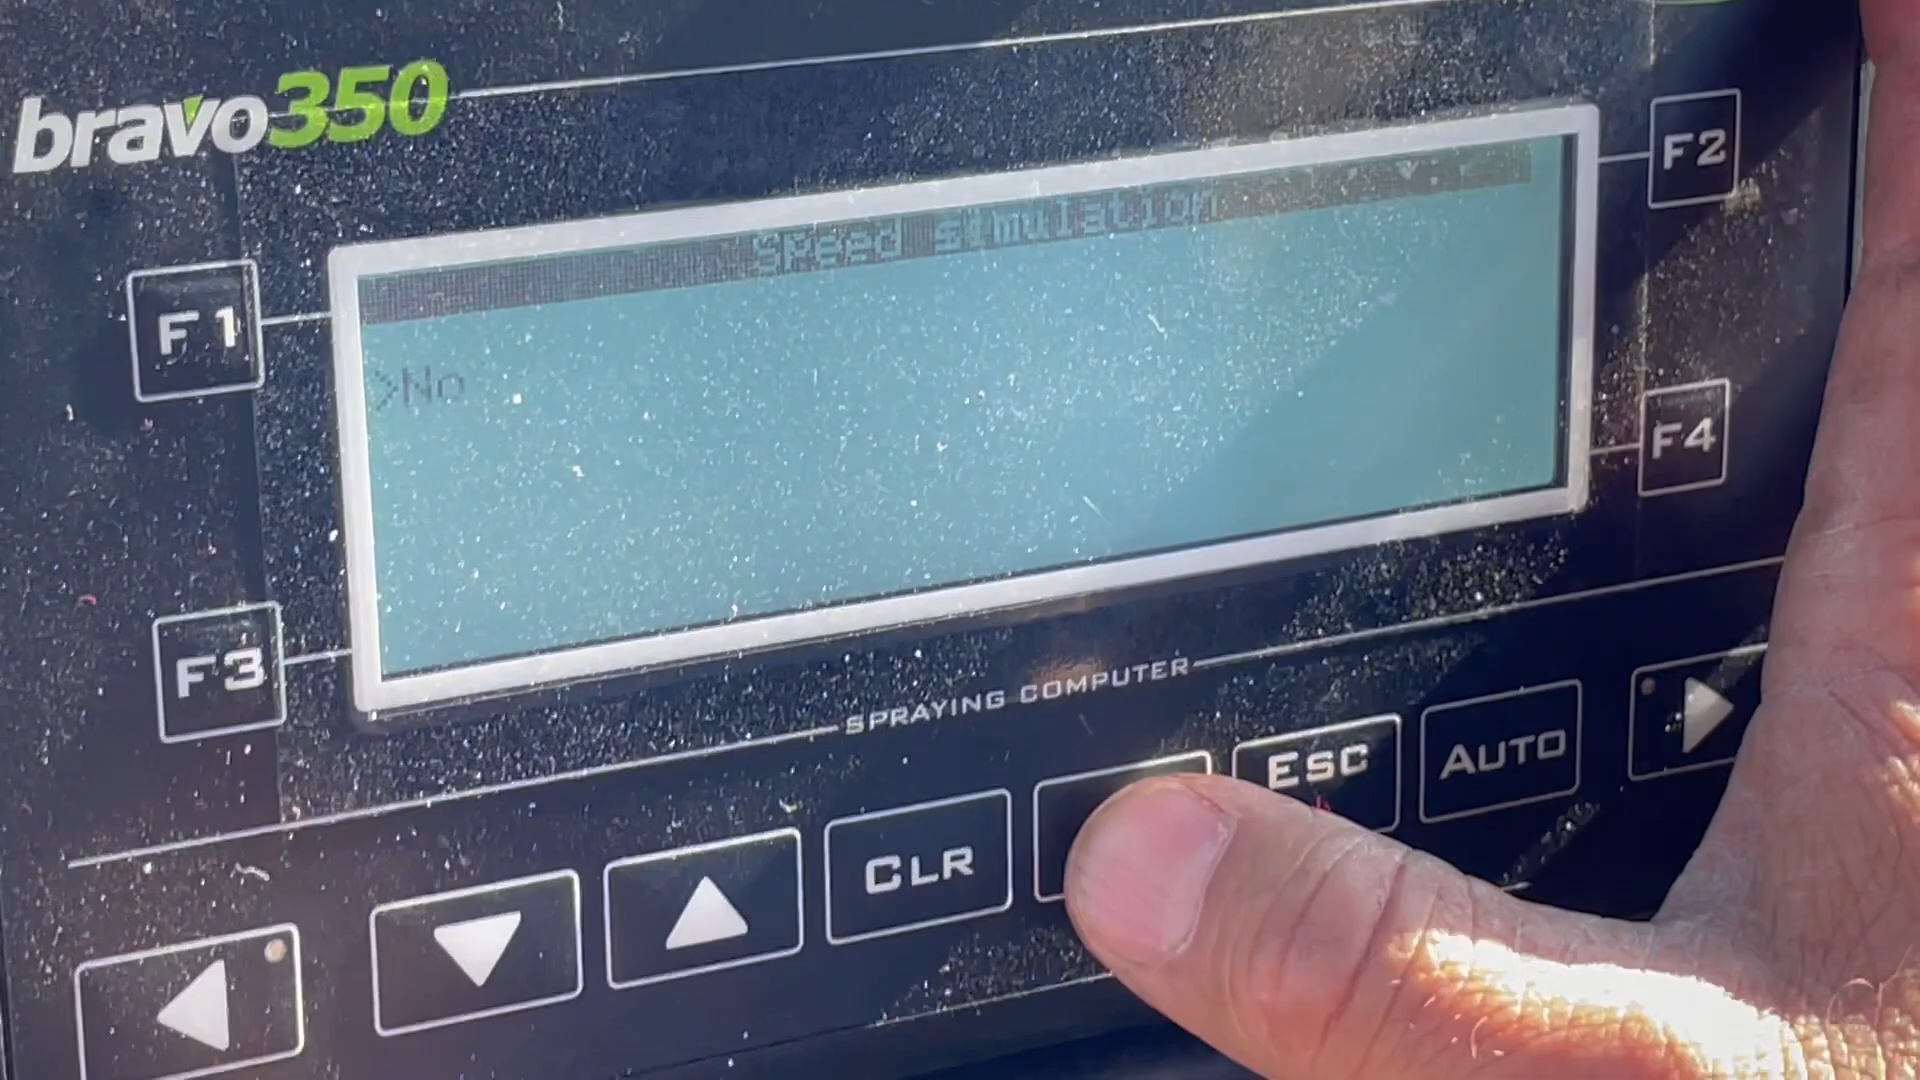 bravo350
F2
Speed simulation
F1
>No
F4
F3
SPRAYING COMPUTER
CLR
ESC
AUTO